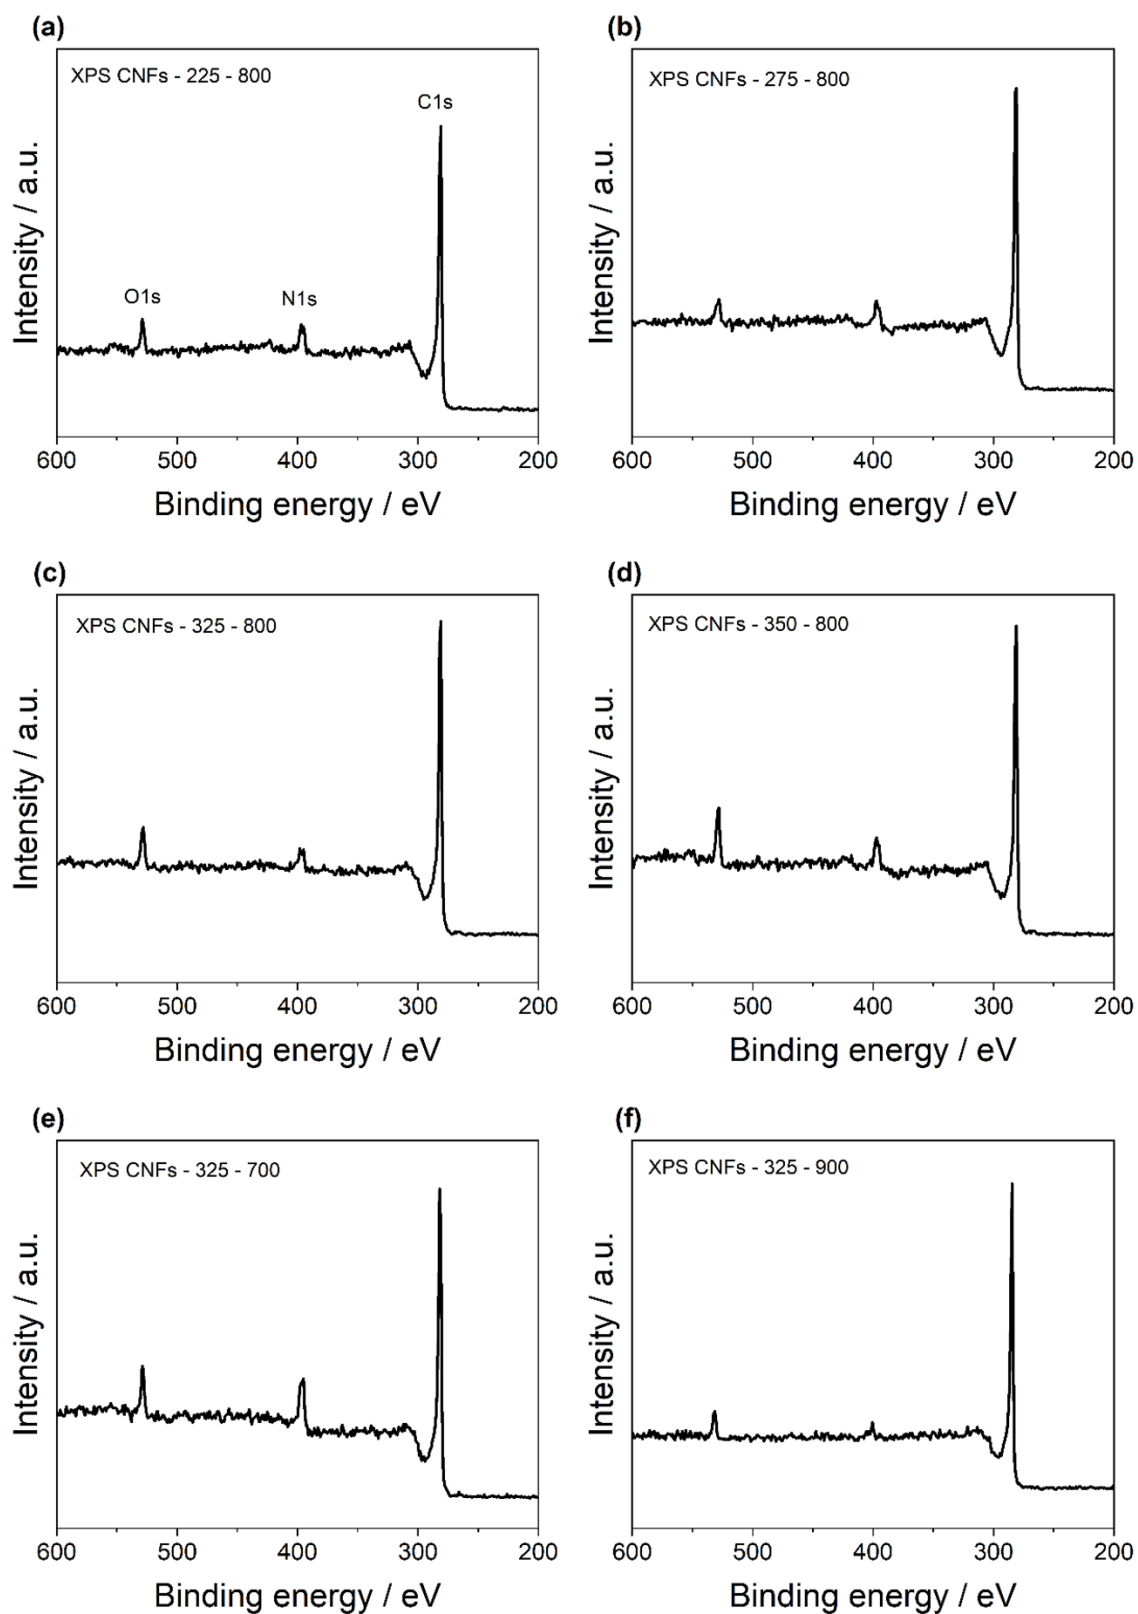 (a)
XPS CNFs - 225 - 800
C1s
O1s
N1s
Intensity / a.u.
600 500 400 300 200
Binding energy / eV
(b)
XPS CNFs - 275 - 800
Intensity / a.u.
600 500 400 300 200
Binding energy / eV
(c)
XPS CNFs - 325 - 800
Intensity / a.u.
600 500 400 300 200
Binding energy / eV
(d)
XPS CNFs - 350 - 800
Intensity / a.u.
600 500 400 300 200
Binding energy / eV
(e)
XPS CNFs - 325 - 700
Intensity / a.u.
600 500 400 300 200
Binding energy / eV
(f)
XPS CNFs - 325 - 900
Intensity / a.u.
600 500 400 300 200
Binding energy / eV